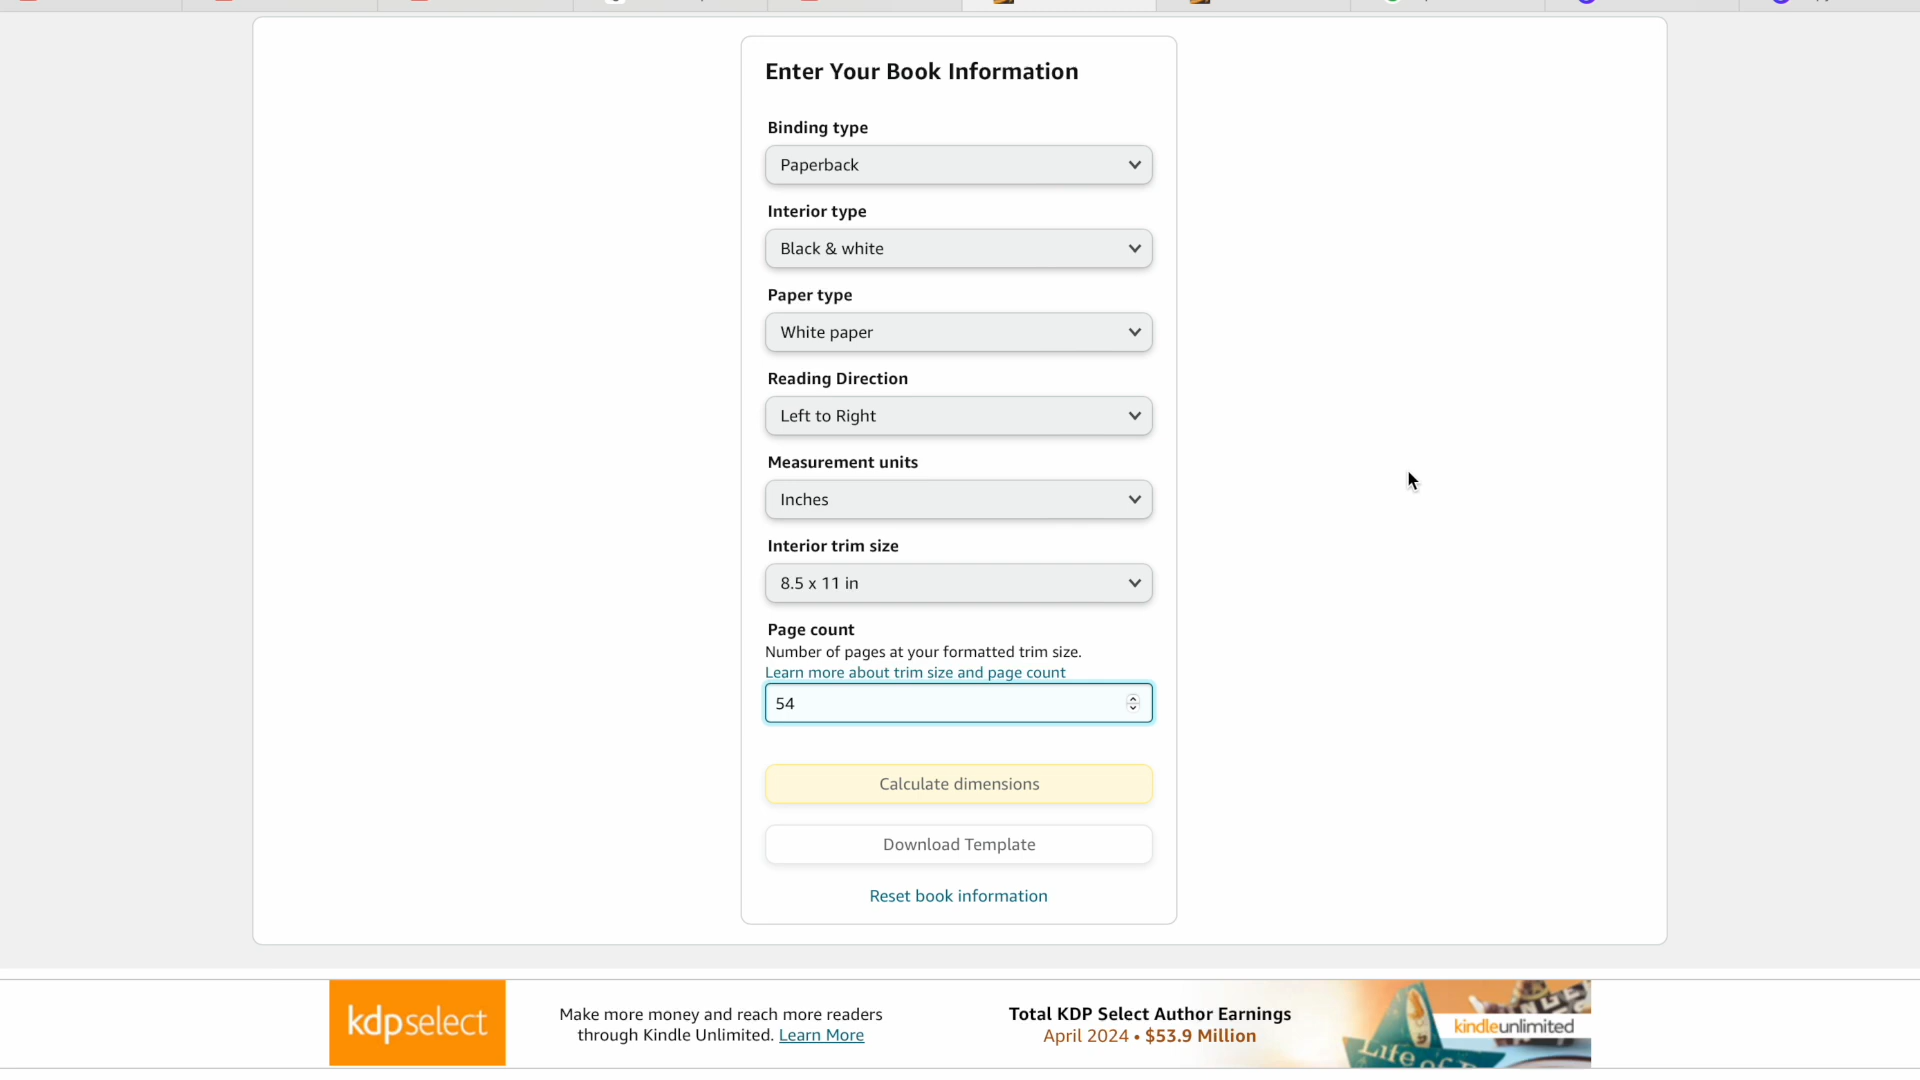 Enter Your Book Information
Binding type
Paperback
Interior type
Black & white
Paper type
White paper
Reading Direction
Left to Right
Measurement units
Inches
Interior trim size
8.5 x 11 in
Page count
Number of pages at your formatted trim size.
Learn more about trim size and page count
54
Calculate dimensions
Download Template
Reset book information
kdpselect
Make more money and reach more readers
through Kindle Unlimited. Learn More
Total KDP Select Author Earnings
April 2024 • $53.9 Million
kindleunlimited
Life of